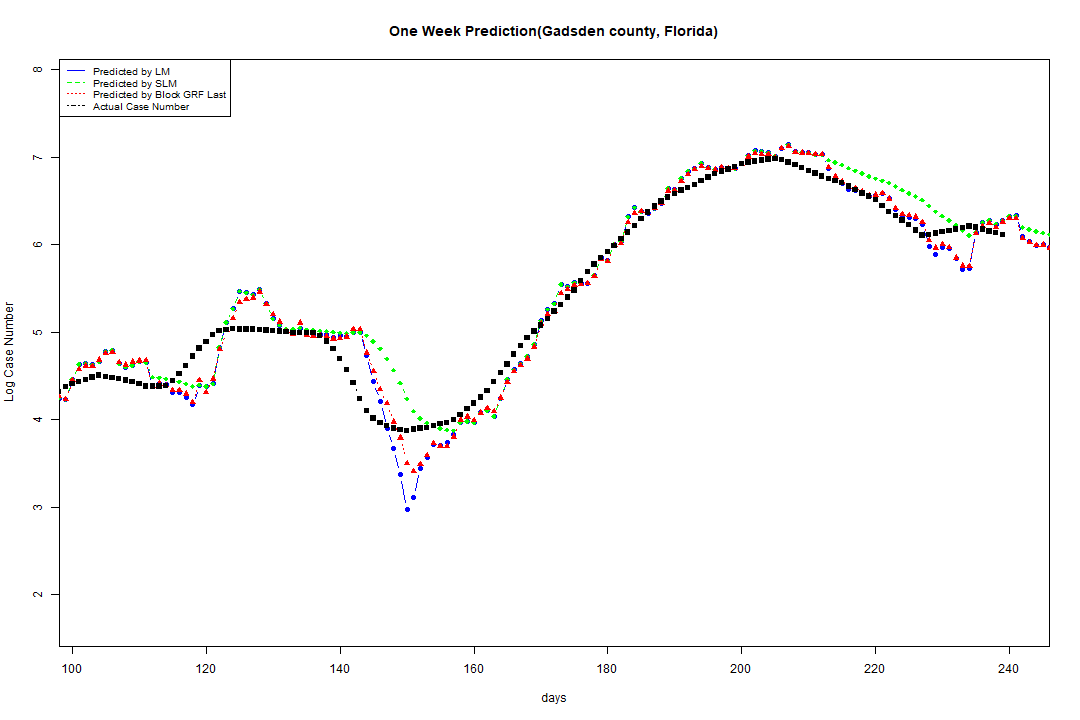 One Week Prediction(Gadsden county, Florida)
Predicted by LM
Predicted by SLM
Predicted by Block GRF Last
Actual Case Number
Log Case Number
8
7
6
5
4
3
2
100 120 140 160 180 200 220 240
days